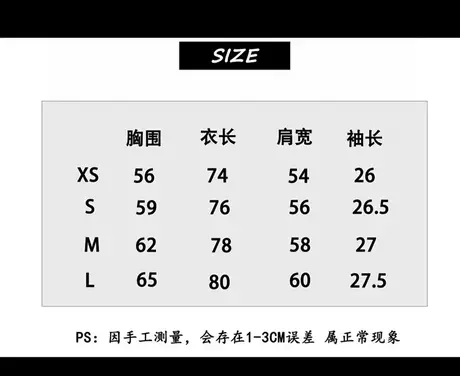 SIZE
胸围 衣长 肩宽 袖长
XS 56 74 54 26
S 59 76 56 26.5
M 62 78 58 27
L 65 80 60 27.5
PS：因手工测量，会存在1-3CM误差 属正常现象